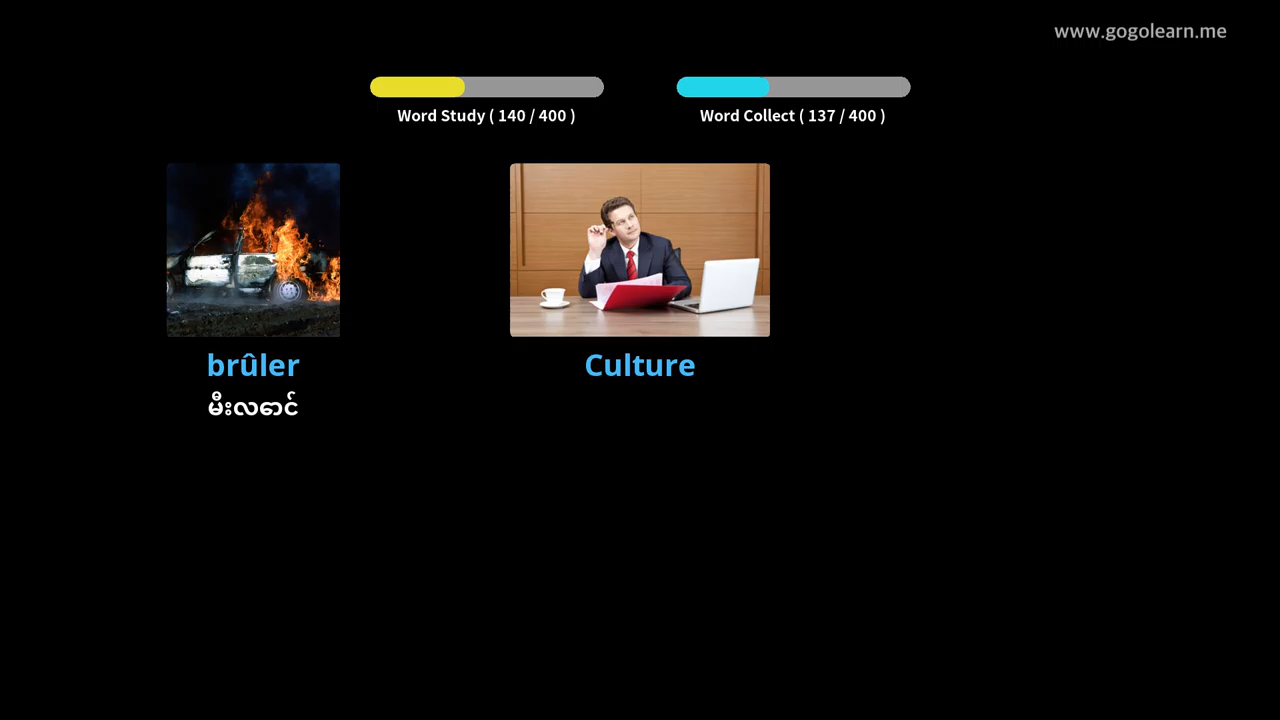 www.gogolearn.me
Word Study ( 140 / 400 )
Word Collect ( 137 / 400 )
brûler
မီးလောင်
Culture